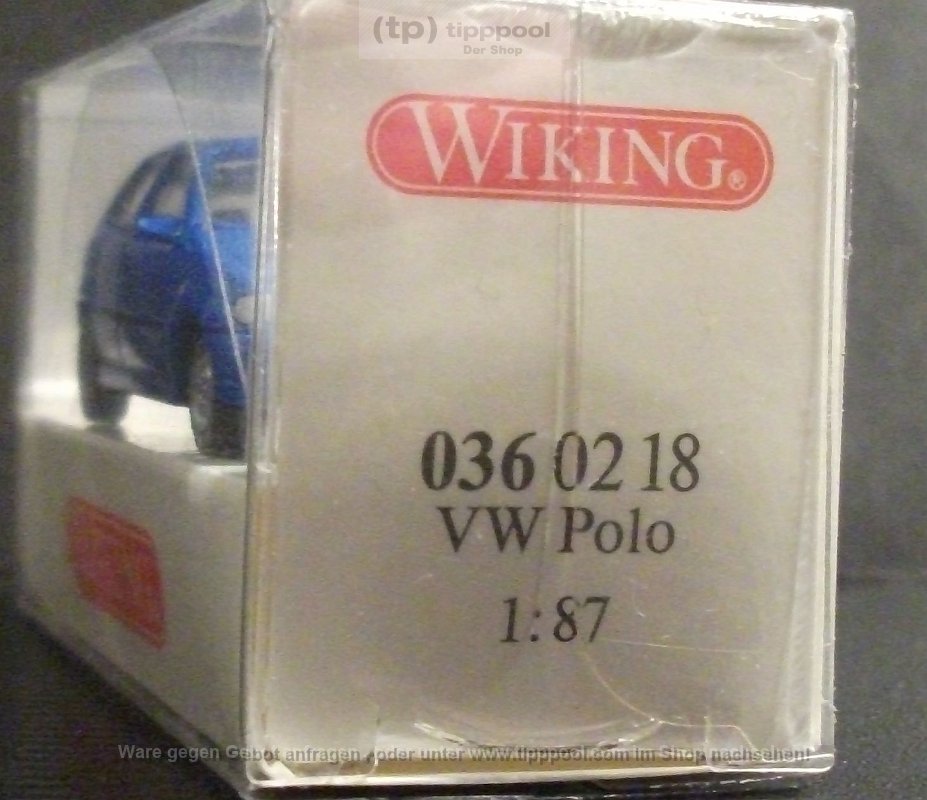 (tp) tipppool
Der Shop
WIKING®
036 02 18
VW Polo
1:87
Ware gegen Gebot anfragen, oder unter www.tipppool.com im Shop nachsehen!